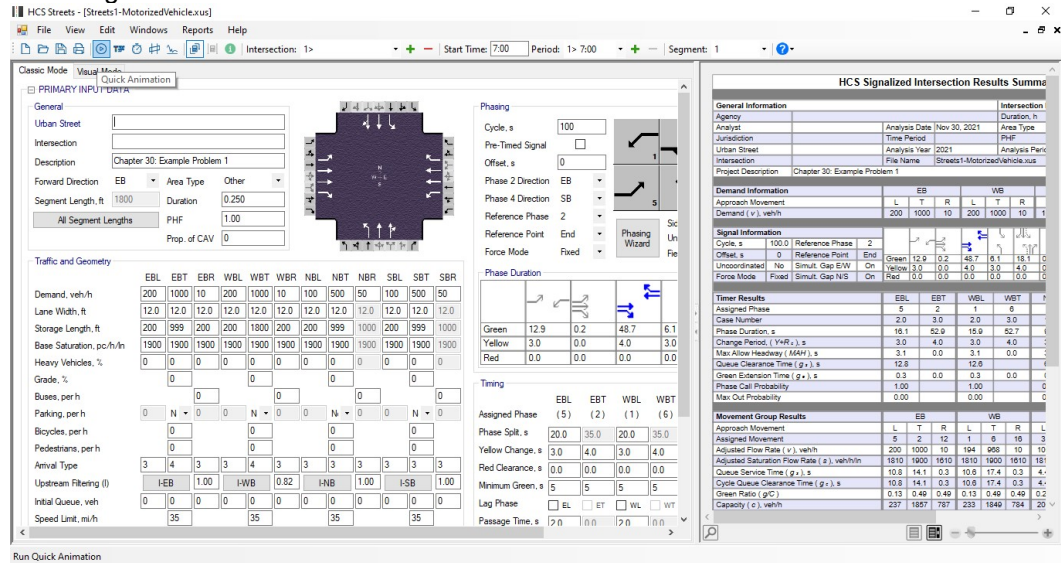 HCS Streets - [Streets1-MotorizedVehicle.xus]
File View Edit Windows Reports Help
Intersection: 1> Start Time: 7:00 Period: 1> 7:00 Segment: 1
Classic Mode Visual Mode
Quick Animation
PRIMARY INPUT DATA
General
Urban Street
Intersection
Description Chapter 30: Example Problem 1
Forward Direction EB Area Type Other
Segment Length, ft 1800 Duration 0.250
All Segment Lengths PHF 1.00
Prop. of CAV 0
Traffic and Geometry
EBL EBT EBR WBL WBT WBR NBL NBT NBR SBL SBT SBR
Demand, veh/h 200 1000 10 200 1000 10 100 500 50 100 500 50
Lane Width, ft 12.0 12.0 12.0 12.0 12.0 12.0 12.0 12.0 12.0 12.0 12.0 12.0
Storage Length, ft 200 999 200 200 1800 200 200 999 1000 200 999 1000
Base Saturation, pc/h/ln 1900 1900 1900 1900 1900 1900 1900 1900 1900 1900 1900 1900
Heavy Vehicles, % 0 0 0 0 0 0 0 0 0 0 0 0
Grade, % 0 0 0 0
Buses, per h 0 0 0 0
Parking, per h 0 N 0 0 N 0 0 N 0 0 N 0
Bicycles, per h 0 0 0 0
Pedestrians, per h 0 0 0 0
Arrival Type 3 4 3 3 4 3 3 3 3 3 3 3
Upstream Filtering (I) I-EB 1.00 I-WB 0.82 I-NB 1.00 I-SB 1.00
Initial Queue, veh 0 0 0 0 0 0 0 0 0 0 0 0
Speed Limit, mi/h 35 35 35 35
Phasing
Cycle, s 100
Pre-Timed Signal
Offset, s 0
Phase 2 Direction EB
Phase 4 Direction SB
Reference Phase 2
Reference Point End
Force Mode Fixed
1
5
Phasing Wizard
Phase Duration
Green 12.9 0.2 48.7 6.1
Yellow 3.0 0.0 4.0 3.0
Red 0.0 0.0 0.0 0.0
Timing
EBL EBT WBL WBT
Assigned Phase (5) (2) (1) (6)
Phase Split, s 20.0 35.0 20.0 35.0
Yellow Change, s 3.0 4.0 3.0 4.0
Red Clearance, s 0.0 0.0 0.0 0.0
Minimum Green, s 5 5 5 5
Lag Phase EL ET WL WT
Passage Time, s 2.0 0.0 2.0 0.0
HCS Signalized Intersection Results Summa
General Information Intersection
Agency Duration, h
Analyst Analysis Date Nov 30, 2021 Area Type
Jurisdiction Time Period PHF
Urban Street Analysis Year 2021 Analysis Peri
Intersection File Name Streets1-MotorizedVehicle.xus
Project Description Chapter 30: Example Problem 1
Demand Information EB WB
Approach Movement L T R L T R
Demand ( v ), veh/h 200 1000 10 200 1000 10
Signal Information
Cycle, s 100.0 Reference Phase 2
Offset, s 0 Reference Point End
Uncoordinated No Simult. Gap E/W On
Force Mode Fixed Simult. Gap N/S On
Green 12.9 0.2 48.7 6.1 18.1
Yellow 3.0 0.0 4.0 3.0 4.0
Red 0.0 0.0 0.0 0.0 0.0
Timer Results EBL EBT WBL WBT
Assigned Phase 5 2 1 6
Case Number 2.0 3.0 2.0 3.0
Phase Duration, s 16.1 52.9 15.9 52.7
Change Period, ( Y+Rc ), s 3.0 4.0 3.0 4.0
Max Allow Headway ( MAH ), s 3.1 0.0 3.1 0.0
Queue Clearance Time ( gs ), s 12.8 12.6
Green Extension Time ( ge ), s 0.3 0.0 0.3 0.0
Phase Call Probability 1.00 1.00
Max Out Probability 0.00 0.00
Movement Group Results EB WB
Approach Movement L T R L T R
Assigned Movement 5 2 12 1 6 16
Adjusted Flow Rate ( v ), veh/h 200 1000 10 194 968 10
Adjusted Saturation Flow Rate ( s ), veh/h/ln 1810 1900 1610 1810 1900 1610
Queue Service Time ( gs ), s 10.8 14.1 0.3 10.6 17.4 0.3
Cycle Queue Clearance Time ( gc ), s 10.8 14.1 0.3 10.6 17.4 0.3
Green Ratio ( g/C ) 0.13 0.49 0.49 0.13 0.49 0.49
Capacity ( c ), veh/h 237 1857 787 233 1849 784
Run Quick Animation